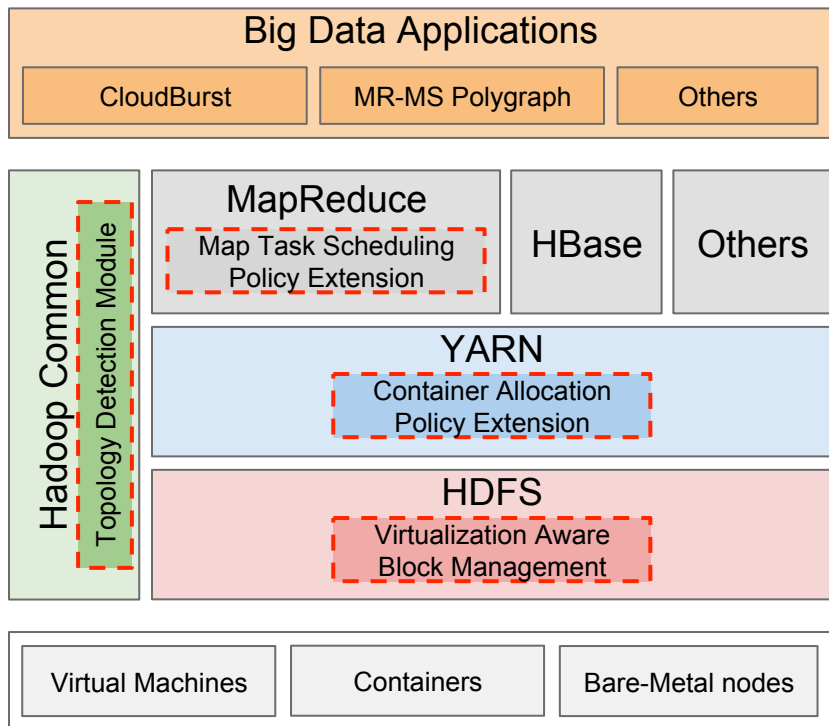 Big Data Applications
CloudBurst
MR-MS Polygraph
Others
Hadoop Common
Topology Detection Module
MapReduce
Map Task Scheduling
Policy Extension
HBase
Others
YARN
Container Allocation
Policy Extension
HDFS
Virtualization Aware
Block Management
Virtual Machines
Containers
Bare-Metal nodes